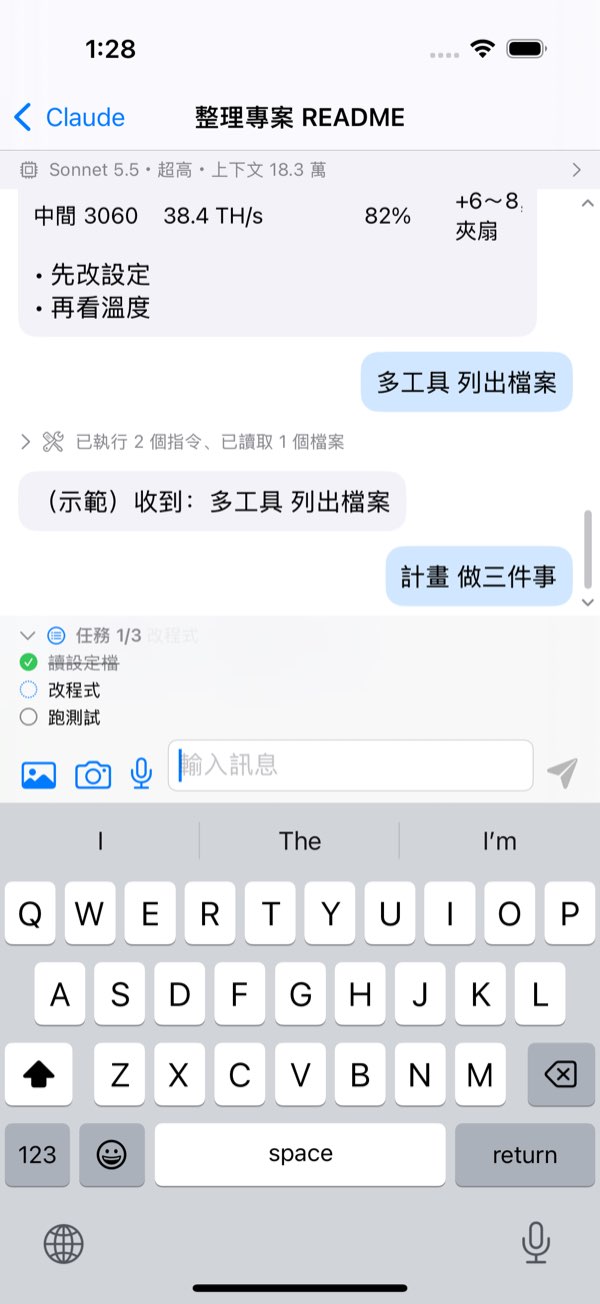 1:28
Claude
整理專案 README
Sonnet 5.5・超高・上下文 18.3 萬
中間 3060 38.4 TH/s 82% +6～8
夾扇
・先改設定
・再看溫度
多工具 列出檔案
已執行 2 個指令、已讀取 1 個檔案
（示範）收到：多工具 列出檔案
計畫 做三件事
任務 1/3 改程式
讀設定檔
改程式
跑測試
輸入訊息
I The I'm
Q W E R T Y U I O P
A S D F G H J K L
Z X C V B N M
123 space return